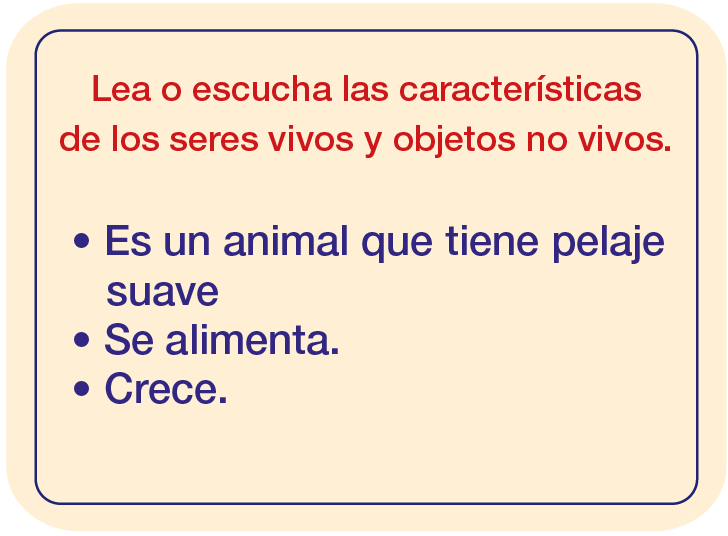 Lea o escucha las características
de los seres vivos y objetos no vivos.
• Es un animal que tiene pelaje
suave
• Se alimenta.
• Crece.